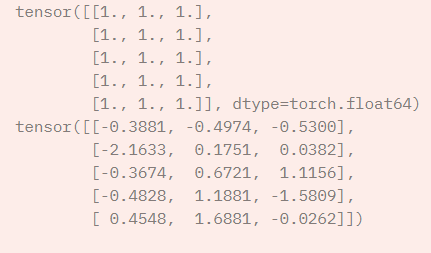 tensor([[1., 1., 1.],
        [1., 1., 1.],
        [1., 1., 1.],
        [1., 1., 1.],
        [1., 1., 1.]], dtype=torch.float64)
tensor([[-0.3881, -0.4974, -0.5300],
        [-2.1633,  0.1751,  0.0382],
        [-0.3674,  0.6721,  1.1156],
        [-0.4828,  1.1881, -1.5809],
        [ 0.4548,  1.6881, -0.0262]])